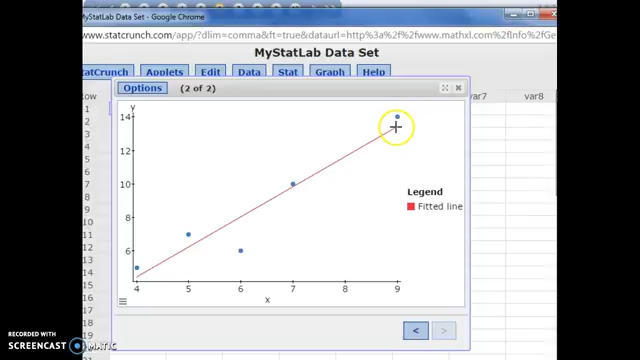 MyStatLab Data Set - Google Chrome
.statcrunch.com/app/?dlim=comma&ft=true&dataurl=http%3a%2f%2fwww.mathxl.com%2fInfo%2fGe
MyStatLab Data Set
tatCrunch Applets Edit Data Stat Graph Help
Row var7 var8
Options (2 of 2)
y
14
12
10
8
6
4 5 6 7 8 9
x
Legend
Fitted line
< >
1
2
3
4
5
6
7
8
9
10
11
12
13
14
15
16
17
18
19
20
21
RECORDED WITH
SCREENCAST MATIC